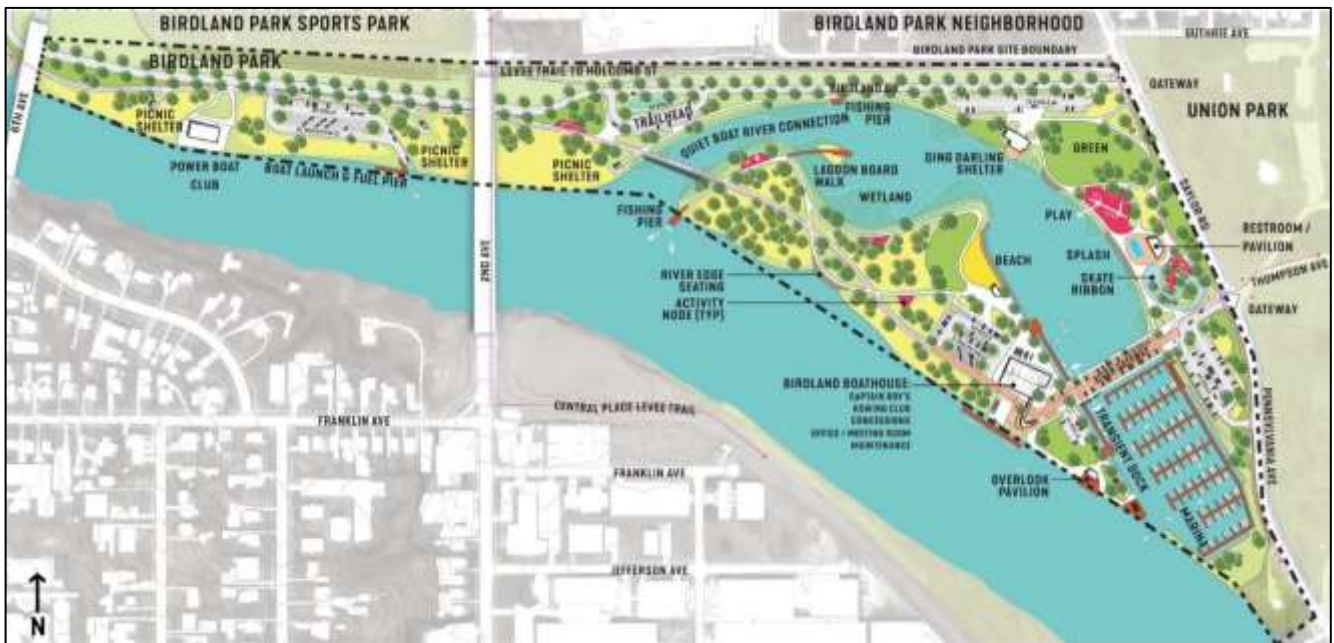 BIRDLAND PARK SPORTS PARK
BIRDLAND PARK NEIGHBORHOOD
GUTHRIE AVE
BIRDLAND PARK SITE BOUNDARY
BIRDLAND PARK
LEVEE TRAIL TO HOLCOMB ST
GATEWAY
UNION PARK
6TH AVE
PICNIC
SHELTER
POWER BOAT
CLUB
BOAT LAUNCH & FUEL PIER
PICNIC
SHELTER
2ND AVE
PICNIC
SHELTER
TRAILHEAD
QUIET BOAT RIVER CONNECTION
FISHING
PIER
LAGOON BOARD
WALK
WETLAND
DING DARLING
SHELTER
GREEN
PLAY
SAYLOR RD
RESTROOM /
PAVILION
SPLASH
SKATE
RIBBON
THOMPSON AVE
GATEWAY
FISHING
PIER
BEACH
RIVER EDGE
SEATING
ACTIVITY
NODE (TYP)
BIRDLAND BOATHOUSE:
CAPTAIN ROY'S
ROWING CLUB
CONCESSIONS
OFFICE / MEETING ROOM
MAINTENANCE
FRANKLIN AVE
CENTRAL PLACE LEVEE TRAIL
FRANKLIN AVE
JEFFERSON AVE
OVERLOOK
PAVILION
TRANSIENT DOCK
MARINA
PENNSYLVANIA AVE
N